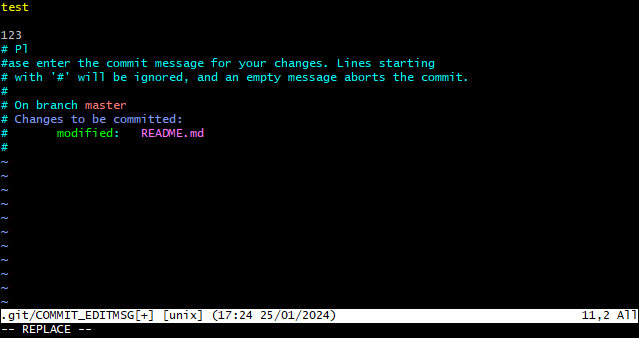 test

123
# Pl
#ase enter the commit message for your changes. Lines starting
# with '#' will be ignored, and an empty message aborts the commit.
#
# On branch master
# Changes to be committed:
#       modified:   README.md
#
~
~
~
~
~
~
~
~
~
~
~
.git/COMMIT_EDITMSG[+] [unix] (17:24 25/01/2024) 11,2 All
-- REPLACE --